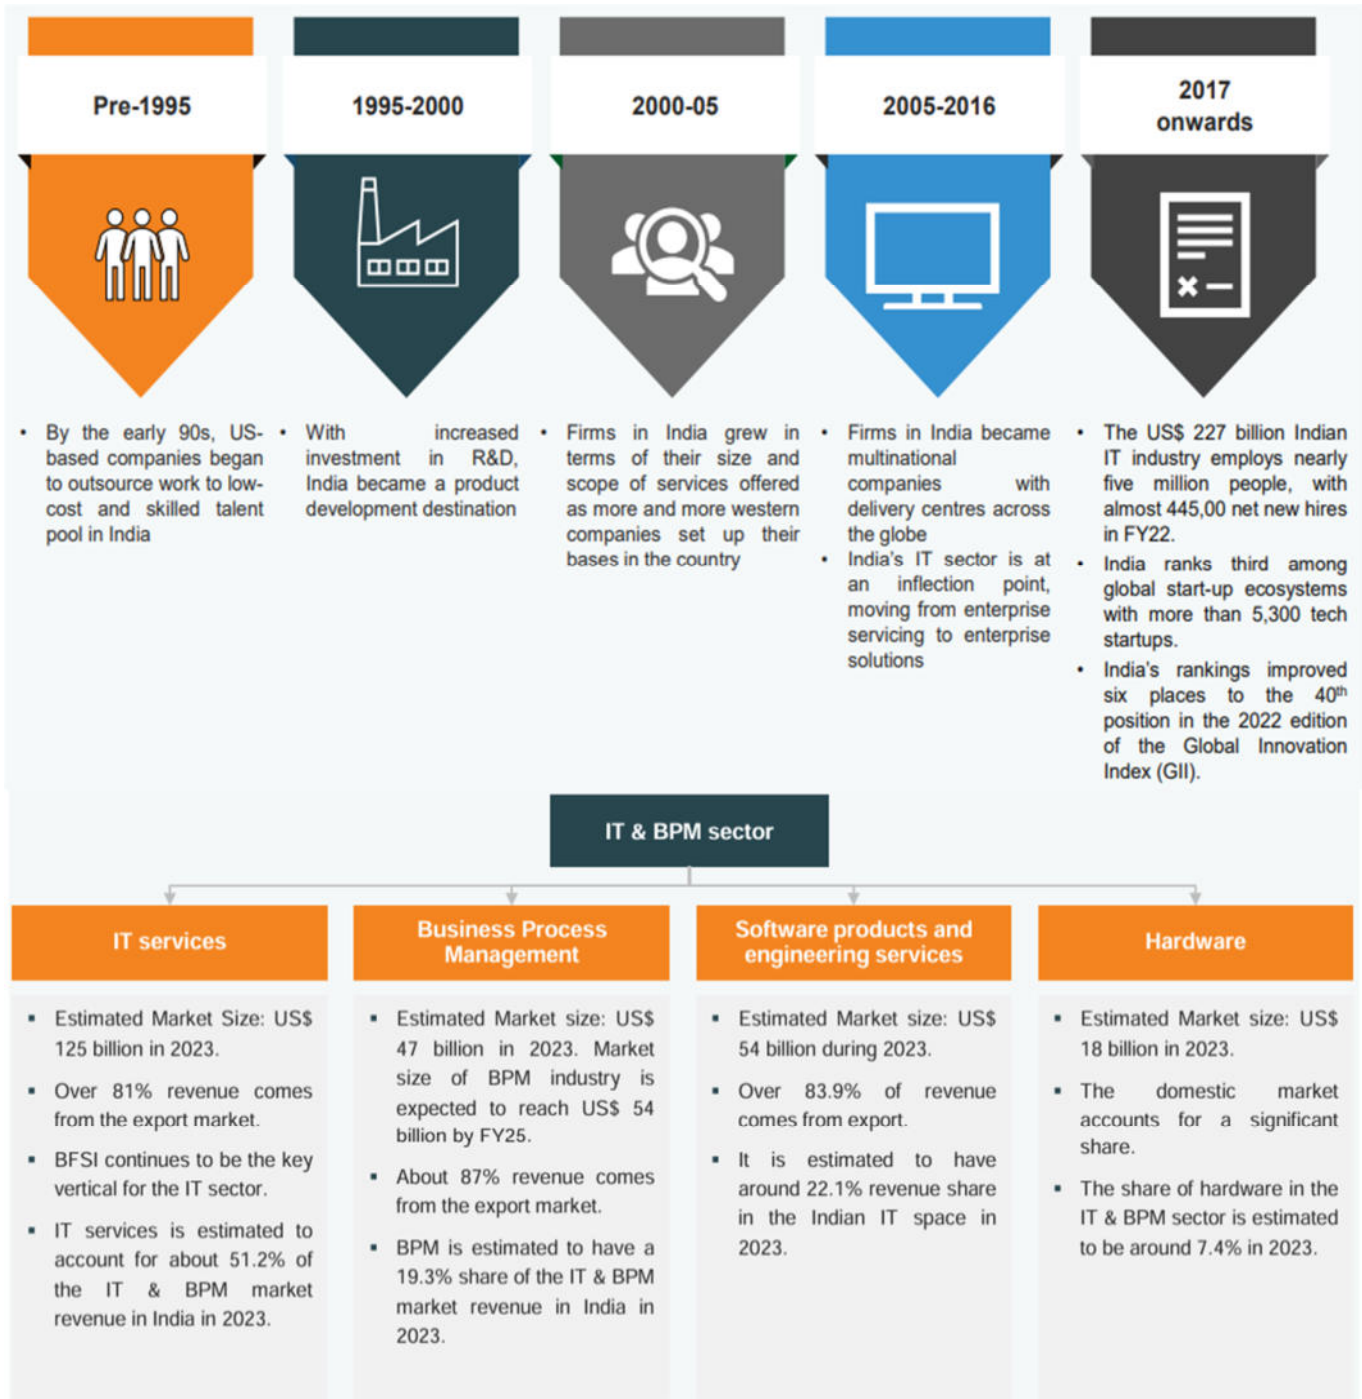 Pre-1995
1995-2000
2000-05
2005-2016
2017
onwards
• By the early 90s, US-
based companies began
to outsource work to low-
cost and skilled talent
pool in India
• With increased
investment in R&D,
India became a product
development destination
• Firms in India grew in
terms of their size and
scope of services offered
as more and more western
companies set up their
bases in the country
• Firms in India became
multinational
companies with
delivery centres across
the globe
• India's IT sector is at
an inflection point,
moving from enterprise
servicing to enterprise
solutions
• The US$ 227 billion Indian
IT industry employs nearly
five million people, with
almost 445,00 net new hires
in FY22.
• India ranks third among
global start-up ecosystems
with more than 5,300 tech
startups.
• India's rankings improved
six places to the 40th
position in the 2022 edition
of the Global Innovation
Index (GII).
IT & BPM sector
IT services
▪ Estimated Market Size: US$
125 billion in 2023.
▪ Over 81% revenue comes
from the export market.
▪ BFSI continues to be the key
vertical for the IT sector.
▪ IT services is estimated to
account for about 51.2% of
the IT & BPM market
revenue in India in 2023.
Business Process
Management
▪ Estimated Market size: US$
47 billion in 2023. Market
size of BPM industry is
expected to reach US$ 54
billion by FY25.
▪ About 87% revenue comes
from the export market.
▪ BPM is estimated to have a
19.3% share of the IT & BPM
market revenue in India in
2023.
Software products and
engineering services
▪ Estimated Market size: US$
54 billion during 2023.
▪ Over 83.9% of revenue
comes from export.
▪ It is estimated to have
around 22.1% revenue share
in the Indian IT space in
2023.
Hardware
▪ Estimated Market size: US$
18 billion in 2023.
▪ The domestic market
accounts for a significant
share.
▪ The share of hardware in the
IT & BPM sector is estimated
to be around 7.4% in 2023.